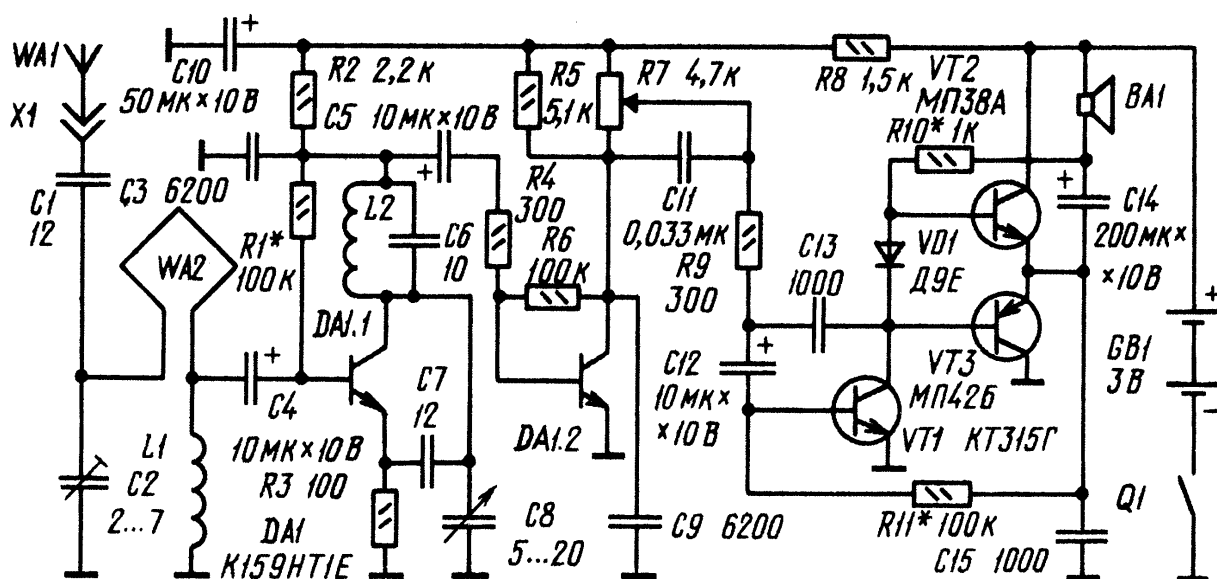 WA1
X1
C1
12
C10
50 МК × 10 В
+
R2 2,2 К
C5 10 МК × 10 В
+
C3 6200
R1*
100 К
WA2
L2
C6
10
R4
300
R6
100 К
R5
5,1 К
R7 4,7 К
R8 1,5 К
VT2
МП38А
R10* 1К
BA1
C11
0,033 МК
R9
300
C13
1000
VD1
Д9Е
+
C14
200 МК ×
× 10 В
DA1.1
C7
12
+
C4
10 МК × 10 В
R3 100
DA1
К159НТ1Е
L1
C2
2...7
C8
5...20
DA1.2
C9 6200
C12
10 МК ×
× 10 В
+
VT3
МП42Б
VT1 КТ315Г
R11* 100 К
C15 1000
+
GB1
3 В
−
Q1